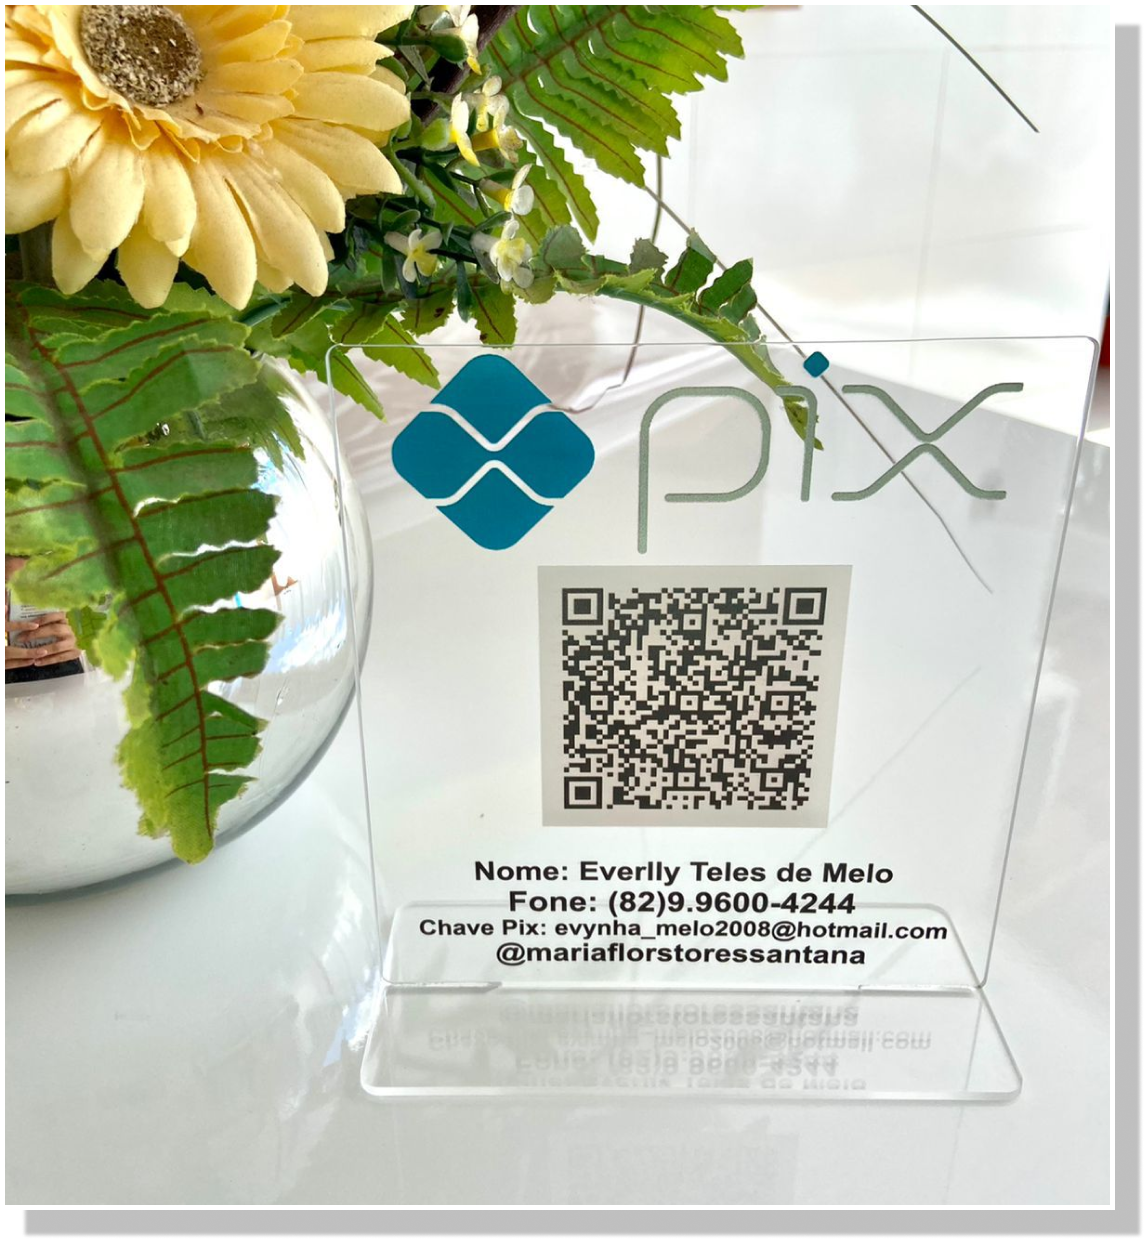 pix
Nome: Everlly Teles de Melo
Fone: (82)9.9600-4244
Chave Pix: evynha_melo2008@hotmail.com
@mariaflorstoressantana